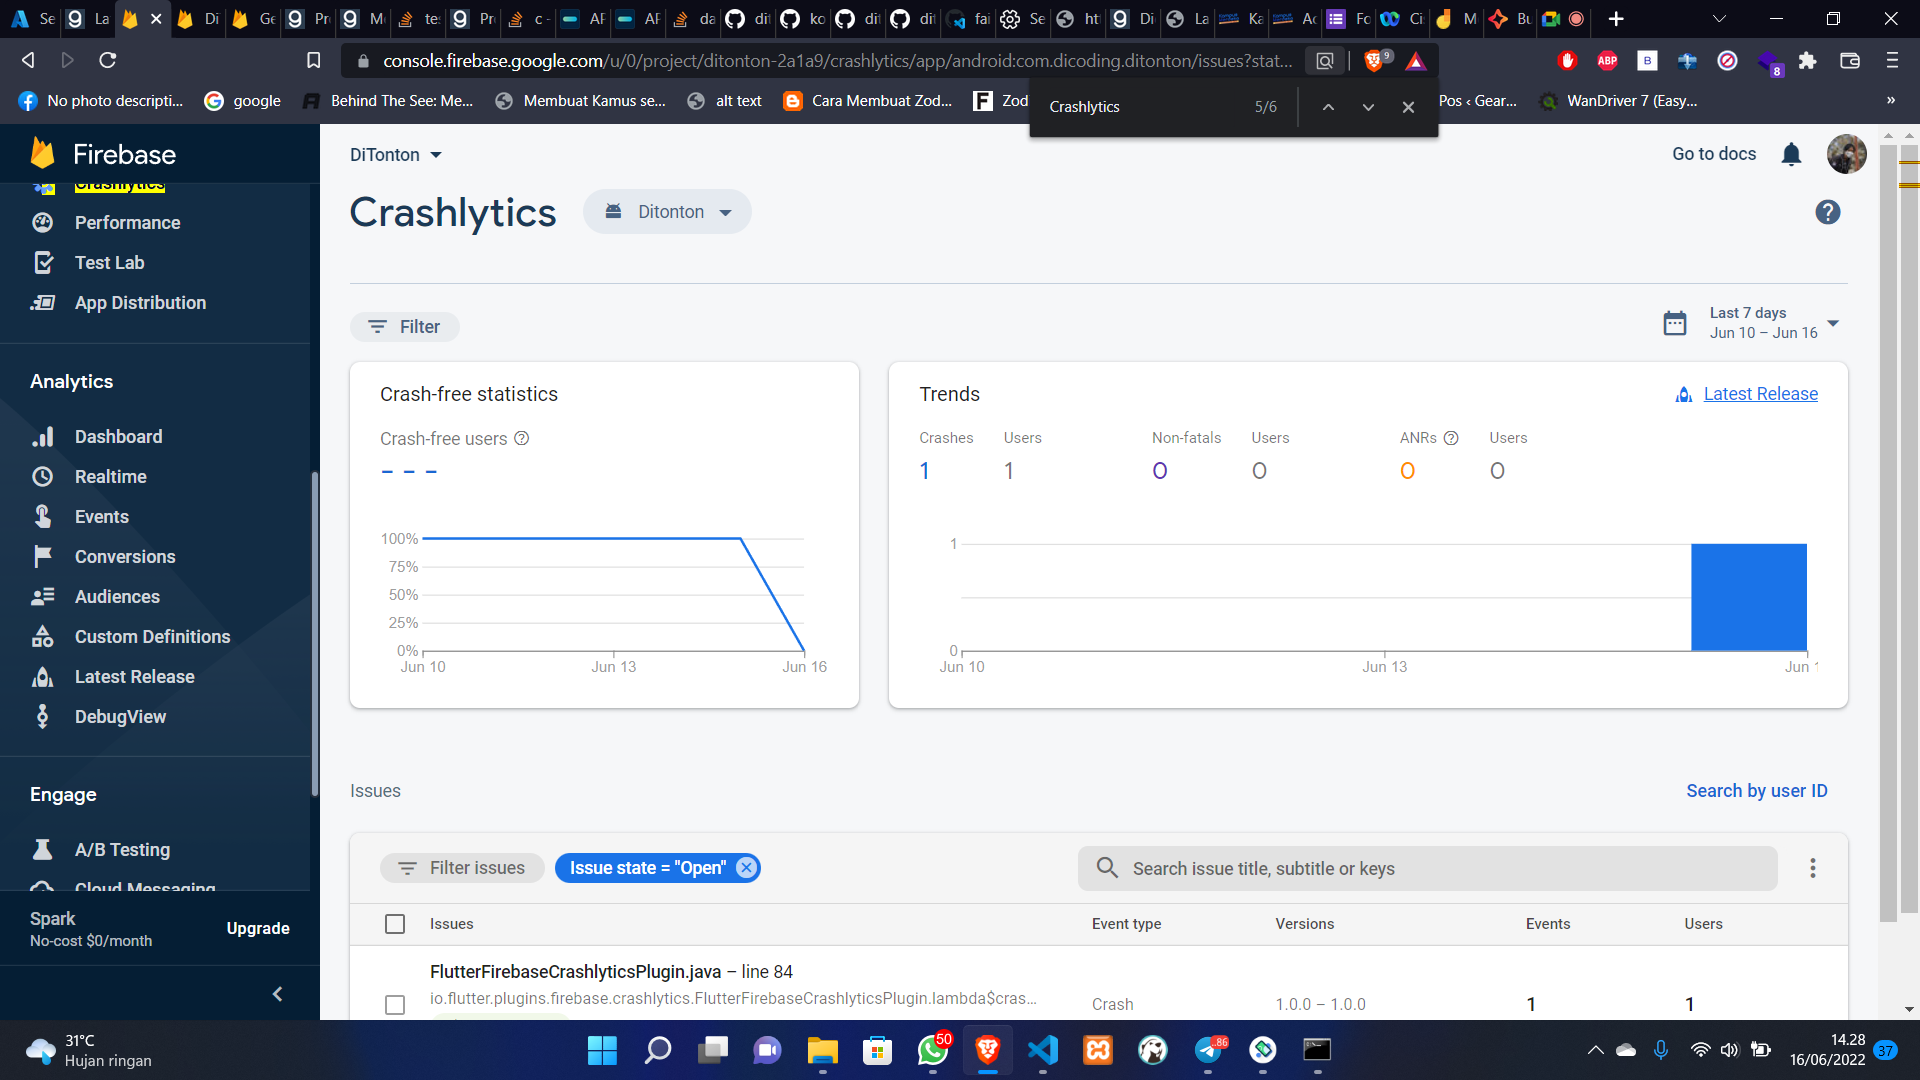 Se
La
Di
Ge
Pr
M
te
Pr
c -
AF
AF
da
dit
ko
dit
dit
fai
Se
ht
Di
La
Ka
Ac
Fo
Ci
M
Bu
console.firebase.google.com/u/0/project/ditonton-2a1a9/crashlytics/app/android:com.dicoding.ditonton/issues?stat...
9
ABP
B
8
No photo descripti...
google
Behind The See: Me...
Membuat Kamus se...
alt text
Cara Membuat Zod...
Zod
Pos ‹ Gear...
WanDriver 7 (Easy...
»
Crashlytics
5/6
Firebase
Crashlytics
Performance
Test Lab
App Distribution
Analytics
Dashboard
Realtime
Events
Conversions
Audiences
Custom Definitions
Latest Release
DebugView
Engage
A/B Testing
Cloud Messaging
Spark
No-cost $0/month
Upgrade
DiTonton
Go to docs
Crashlytics
Ditonton
Filter
Last 7 days
Jun 10 – Jun 16
Crash-free statistics
Crash-free users
– – –
100%
75%
50%
25%
0%
Jun 10
Jun 13
Jun 16
Trends
Latest Release
Crashes
Users
Non-fatals
Users
ANRs
Users
1
1
0
0
0
0
1
0
Jun 10
Jun 13
Jun 1
Issues
Search by user ID
Filter issues
Issue state = "Open"
Search issue title, subtitle or keys
Issues
Event type
Versions
Events
Users
FlutterFirebaseCrashlyticsPlugin.java – line 84
io.flutter.plugins.firebase.crashlytics.FlutterFirebaseCrashlyticsPlugin.lambda$cras...
Crash
1.0.0 – 1.0.0
1
1
31°C
Hujan ringan
50
..86
14.28
16/06/2022
37